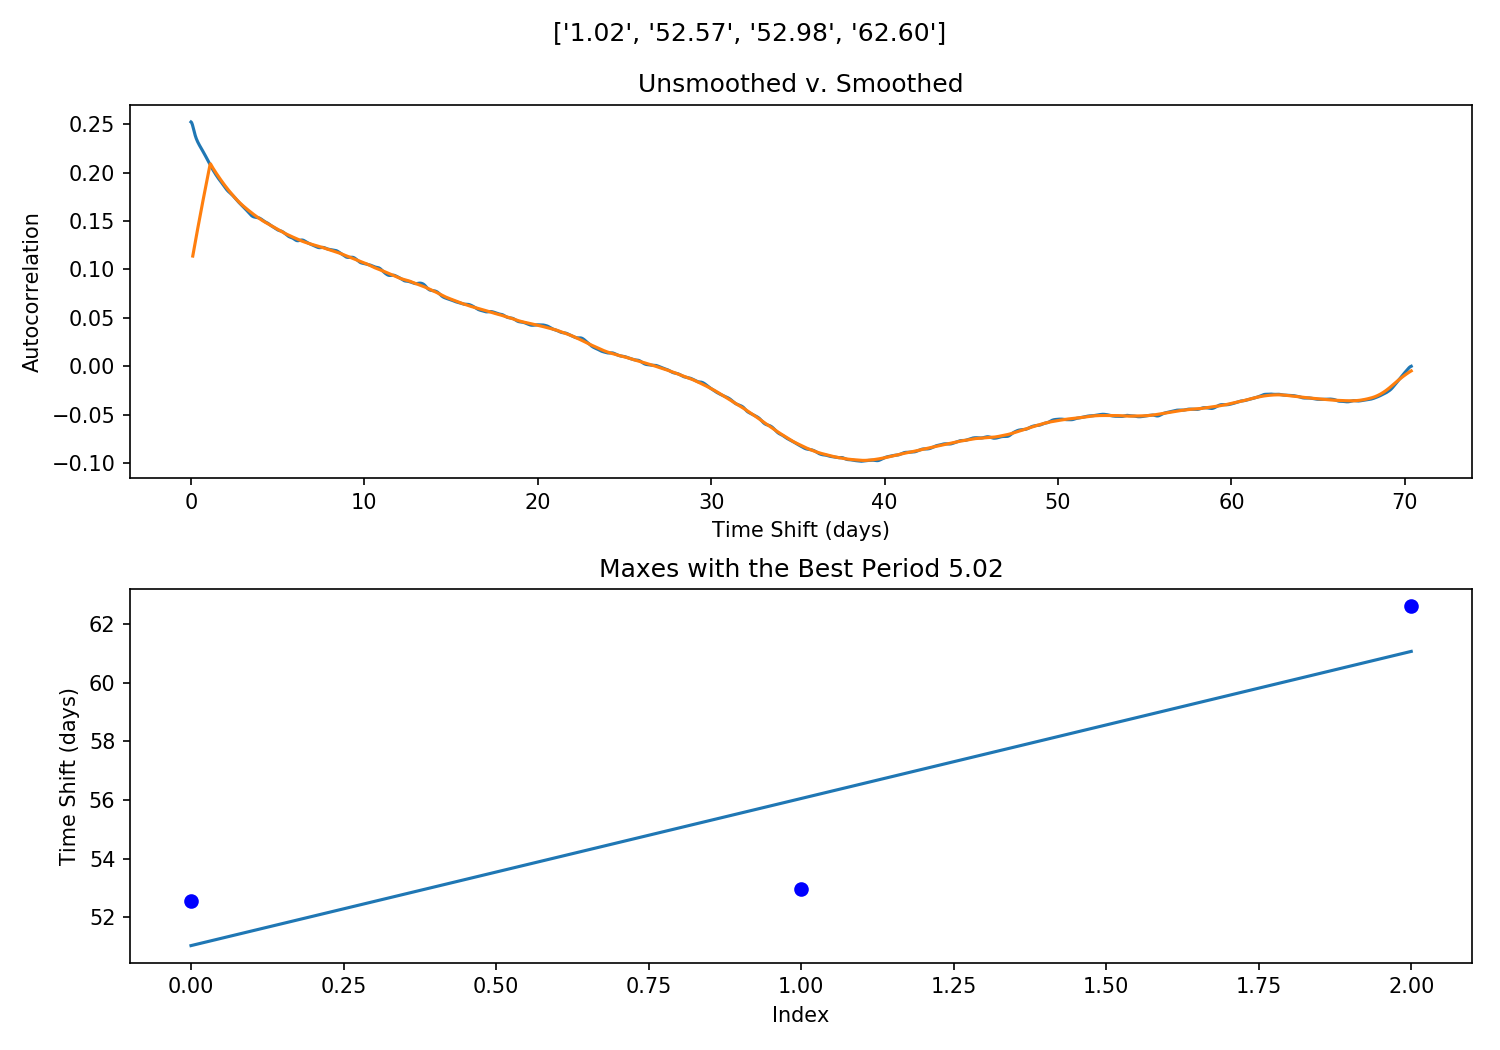 ['1.02', '52.57', '52.98', '62.60']
Unsmoothed v. Smoothed
Autocorrelation
0.25
0.20
0.15
0.10
0.05
0.00
−0.05
−0.10
0 10 20 30 40 50 60 70
Time Shift (days)
Maxes with the Best Period 5.02
Time Shift (days)
62
60
58
56
54
52
0.00 0.25 0.50 0.75 1.00 1.25 1.50 1.75 2.00
Index